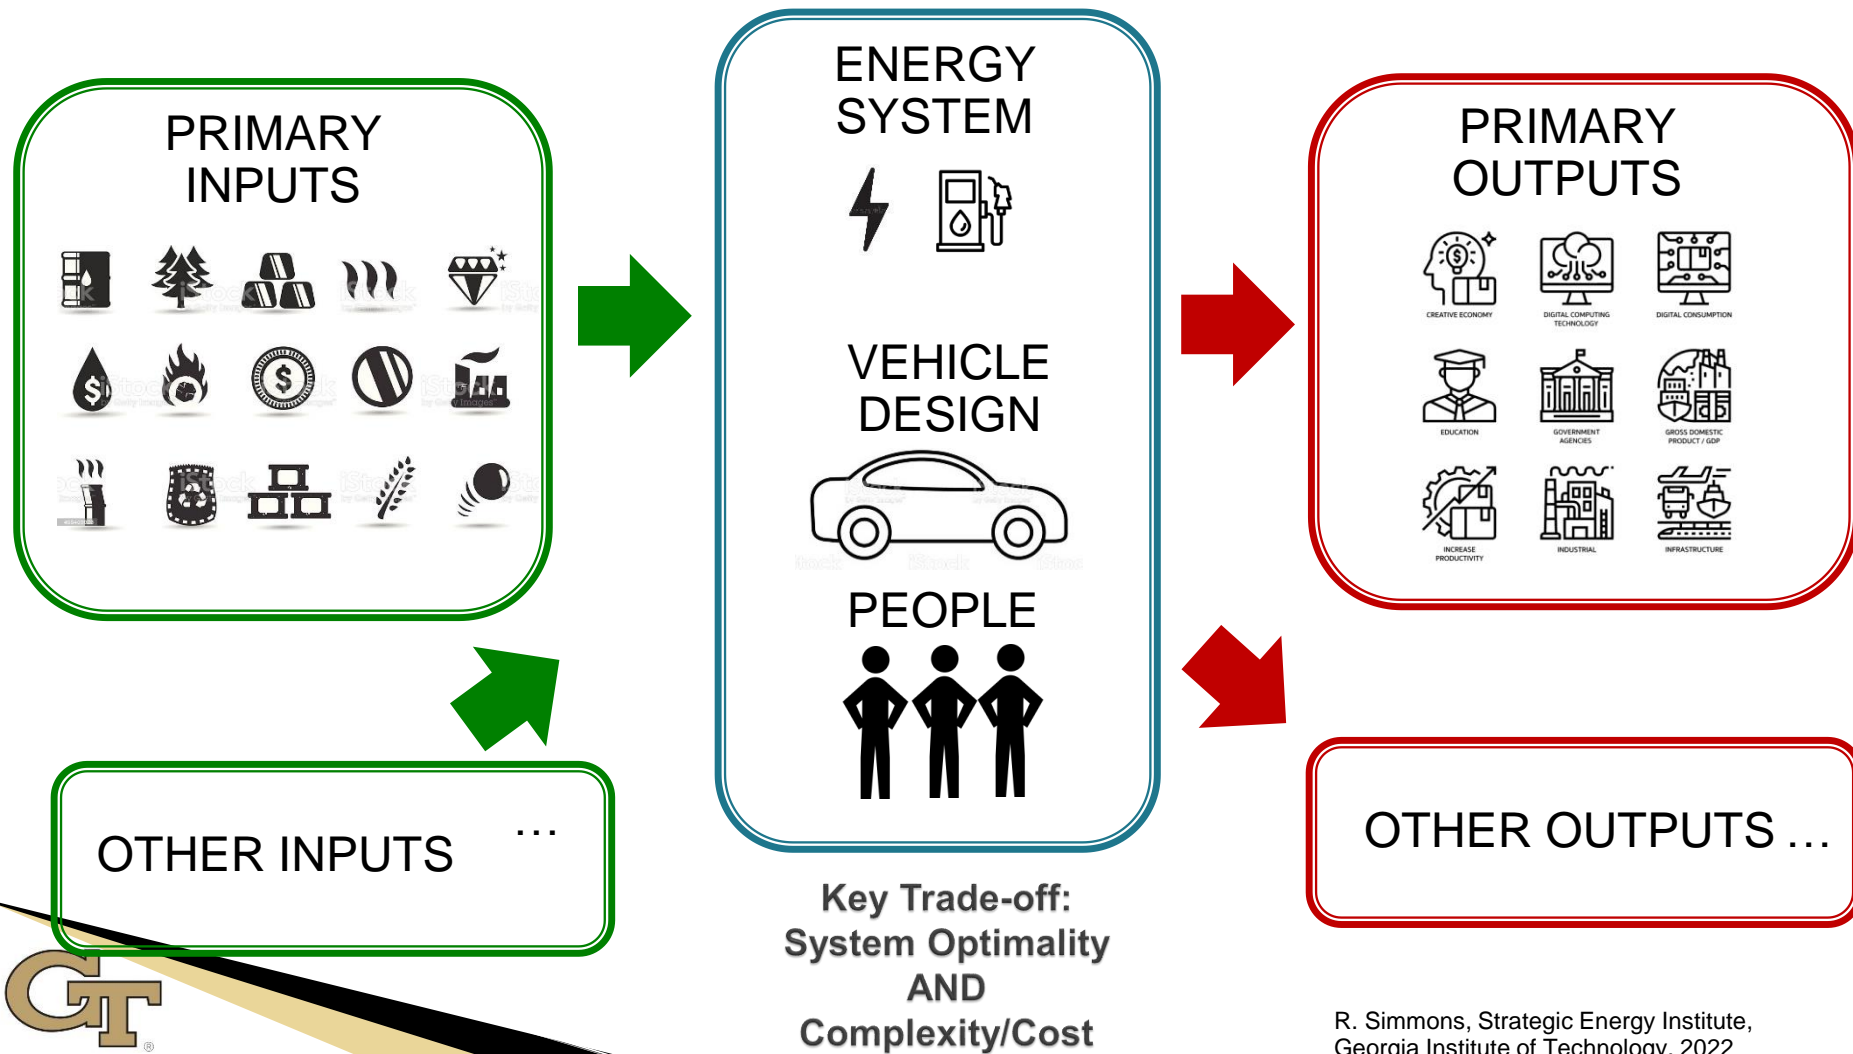 PRIMARY
INPUTS
OTHER INPUTS ...
ENERGY
SYSTEM
VEHICLE
DESIGN
PEOPLE
Key Trade-off:
System Optimality
AND
Complexity/Cost
PRIMARY
OUTPUTS
CREATIVE ECONOMY
DIGITAL COMPUTING
TECHNOLOGY
DIGITAL CONSUMPTION
EDUCATION
GOVERNMENT
AGENCIES
GROSS DOMESTIC
PRODUCT / GDP
INCREASE
PRODUCTIVITY
INDUSTRIAL
INFRASTRUCTURE
OTHER OUTPUTS ...
R. Simmons, Strategic Energy Institute,
Georgia Institute of Technology, 2022
GT